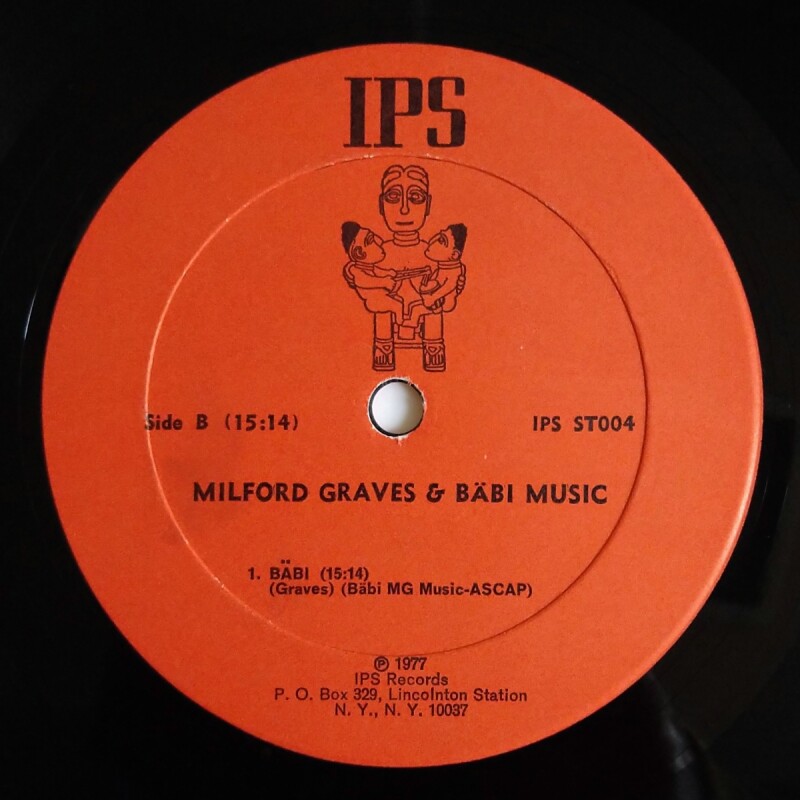 IPS
Side B (15:14)
IPS ST004
MILFORD GRAVES & BÄBI MUSIC
1. BÄBI (15:14)
(Graves) (Bäbi MG Music-ASCAP)
℗ 1977
IPS Records
P. O. Box 329, Lincolnton Station
N. Y., N. Y. 10037